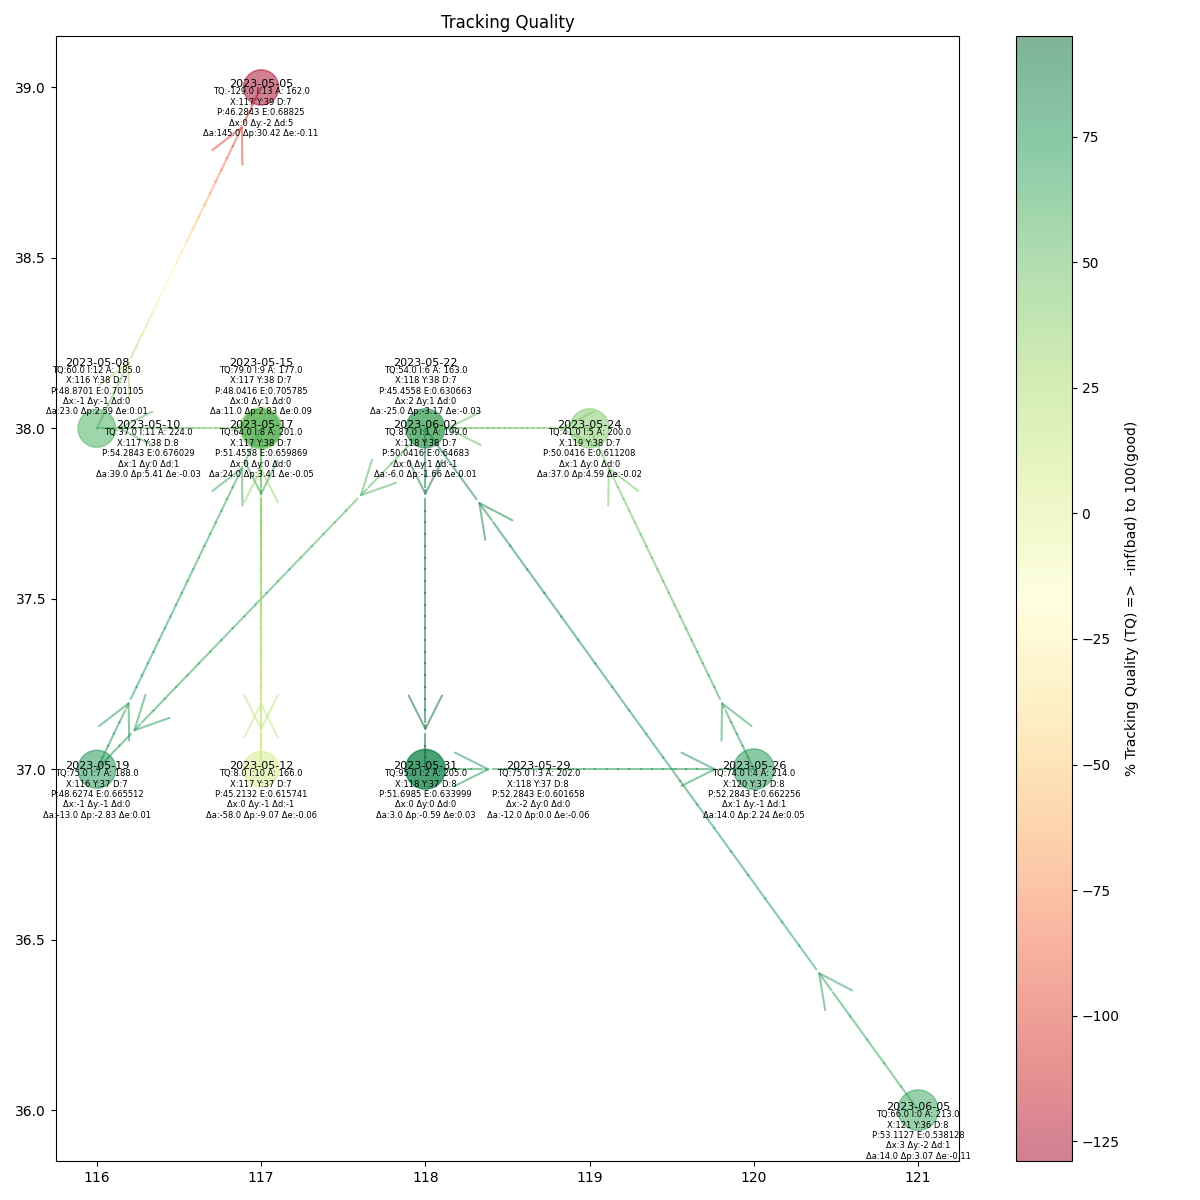 Tracking Quality
39.0
38.5
38.0
37.5
37.0
36.5
36.0
2023-05-05
TQ:-129.0 I:13 A: 162.0
X:117 Y:39 D:7
P:46.2843 E:0.68825
Δx:0 Δy:-2 Δd:5
Δa:145.0 Δp:30.42 Δe:-0.11
2023-05-08
TQ:60.0 I:12 A: 185.0
X:116 Y:38 D:7
P:48.8701 E:0.701105
Δx:-1 Δy:-1 Δd:0
Δa:23.0 Δp:2.59 Δe:0.01
2023-05-15
TQ:79.0 I:9 A: 177.0
X:117 Y:38 D:7
P:48.0416 E:0.705785
Δx:0 Δy:1 Δd:0
Δa:11.0 Δp:2.83 Δe:0.09
2023-05-22
TQ:54.0 I:6 A: 163.0
X:118 Y:38 D:7
P:45.4558 E:0.630663
Δx:2 Δy:1 Δd:0
Δa:-25.0 Δp:-3.17 Δe:-0.03
2023-05-10
TQ:37.0 I:11 A: 224.0
X:117 Y:38 D:8
P:54.2843 E:0.676029
Δx:1 Δy:0 Δd:1
Δa:39.0 Δp:5.41 Δe:-0.03
2023-05-17
TQ:64.0 I:8 A: 201.0
X:117 Y:38 D:7
P:51.4558 E:0.659869
Δx:0 Δy:0 Δd:0
Δa:24.0 Δp:3.41 Δe:-0.05
2023-06-02
TQ:87.0 I:1 A: 199.0
X:118 Y:38 D:7
P:50.0416 E:0.64683
Δx:0 Δy:1 Δd:-1
Δa:-6.0 Δp:-1.66 Δe:0.01
2023-05-24
TQ:41.0 I:5 A: 200.0
X:119 Y:38 D:7
P:50.0416 E:0.611208
Δx:1 Δy:0 Δd:0
Δa:37.0 Δp:4.59 Δe:-0.02
2023-05-19
TQ:75.0 I:7 A: 188.0
X:116 Y:37 D:7
P:48.6274 E:0.665512
Δx:-1 Δy:-1 Δd:0
Δa:-13.0 Δp:-2.83 Δe:0.01
2023-05-12
TQ:8.0 I:10 A: 166.0
X:117 Y:37 D:7
P:45.2132 E:0.615741
Δx:0 Δy:-1 Δd:-1
Δa:-58.0 Δp:-9.07 Δe:-0.06
2023-05-31
TQ:95.0 I:2 A: 205.0
X:118 Y:37 D:8
P:51.6985 E:0.633999
Δx:0 Δy:0 Δd:0
Δa:3.0 Δp:-0.59 Δe:0.03
2023-05-29
TQ:75.0 I:3 A: 202.0
X:118 Y:37 D:8
P:52.2843 E:0.601658
Δx:-2 Δy:0 Δd:0
Δa:-12.0 Δp:0.0 Δe:-0.06
2023-05-26
TQ:74.0 I:4 A: 214.0
X:120 Y:37 D:8
P:52.2843 E:0.662256
Δx:1 Δy:-1 Δd:1
Δa:14.0 Δp:2.24 Δe:0.05
2023-06-05
TQ:66.0 I:0 A: 213.0
X:121 Y:36 D:8
P:53.1127 E:0.538128
Δx:3 Δy:-2 Δd:1
Δa:14.0 Δp:3.07 Δe:-0.11
116
117
118
119
120
121
75
50
25
0
−25
−50
−75
−100
−125
% Tracking Quality (TQ) => -inf(bad) to 100(good)